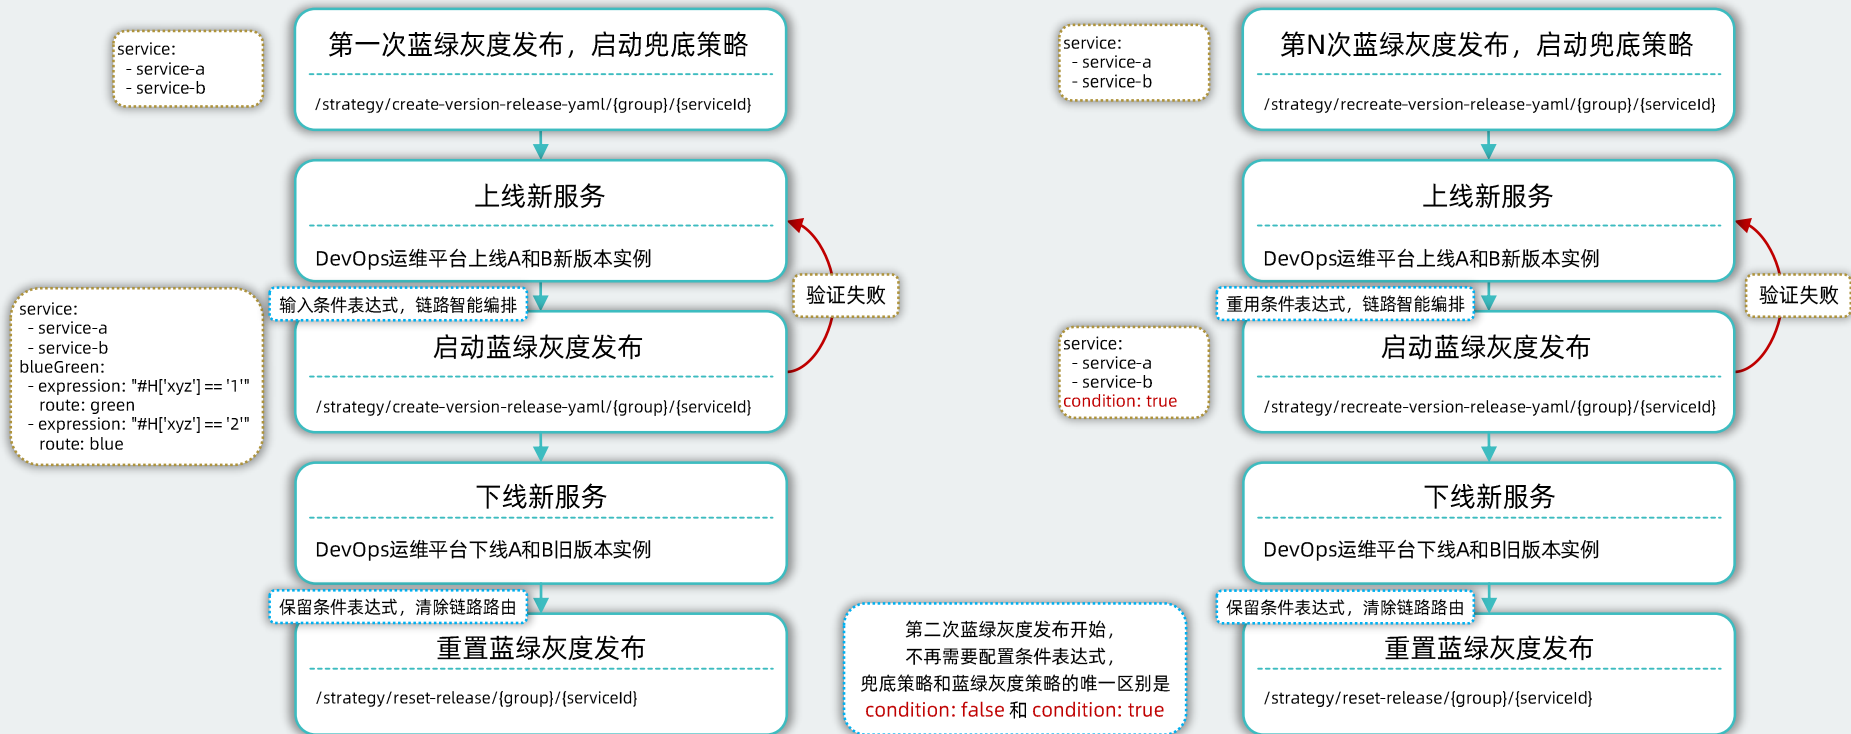 service:
- service-a
- service-b
第一次蓝绿灰度发布，启动兜底策略
/strategy/create-version-release-yaml/{group}/{serviceId}
上线新服务
DevOps运维平台上线A和B新版本实例
验证失败
输入条件表达式，链路智能编排
service:
- service-a
- service-b
blueGreen:
- expression: "#H['xyz'] == '1'"
route: green
- expression: "#H['xyz'] == '2'"
route: blue
启动蓝绿灰度发布
/strategy/create-version-release-yaml/{group}/{serviceId}
下线新服务
DevOps运维平台下线A和B旧版本实例
保留条件表达式，清除链路路由
重置蓝绿灰度发布
/strategy/reset-release/{group}/{serviceId}
第二次蓝绿灰度发布开始，
不再需要配置条件表达式，
兜底策略和蓝绿灰度策略的唯一区别是
condition: false 和 condition: true
service:
- service-a
- service-b
第N次蓝绿灰度发布，启动兜底策略
/strategy/recreate-version-release-yaml/{group}/{serviceId}
上线新服务
DevOps运维平台上线A和B新版本实例
验证失败
重用条件表达式，链路智能编排
service:
- service-a
- service-b
condition: true
启动蓝绿灰度发布
/strategy/recreate-version-release-yaml/{group}/{serviceId}
下线新服务
DevOps运维平台下线A和B旧版本实例
保留条件表达式，清除链路路由
重置蓝绿灰度发布
/strategy/reset-release/{group}/{serviceId}